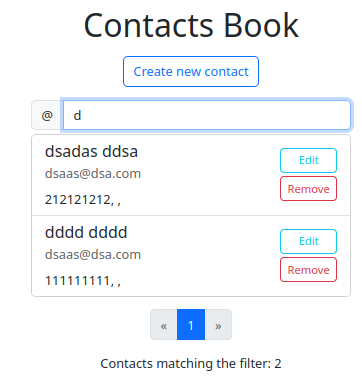 Contacts Book
Create new contact
@ d
dsadas ddsa
dsaas@dsa.com
212121212, ,
Edit
Remove
dddd dddd
dsaas@dsa.com
111111111, ,
Edit
Remove
« 1 »
Contacts matching the filter: 2